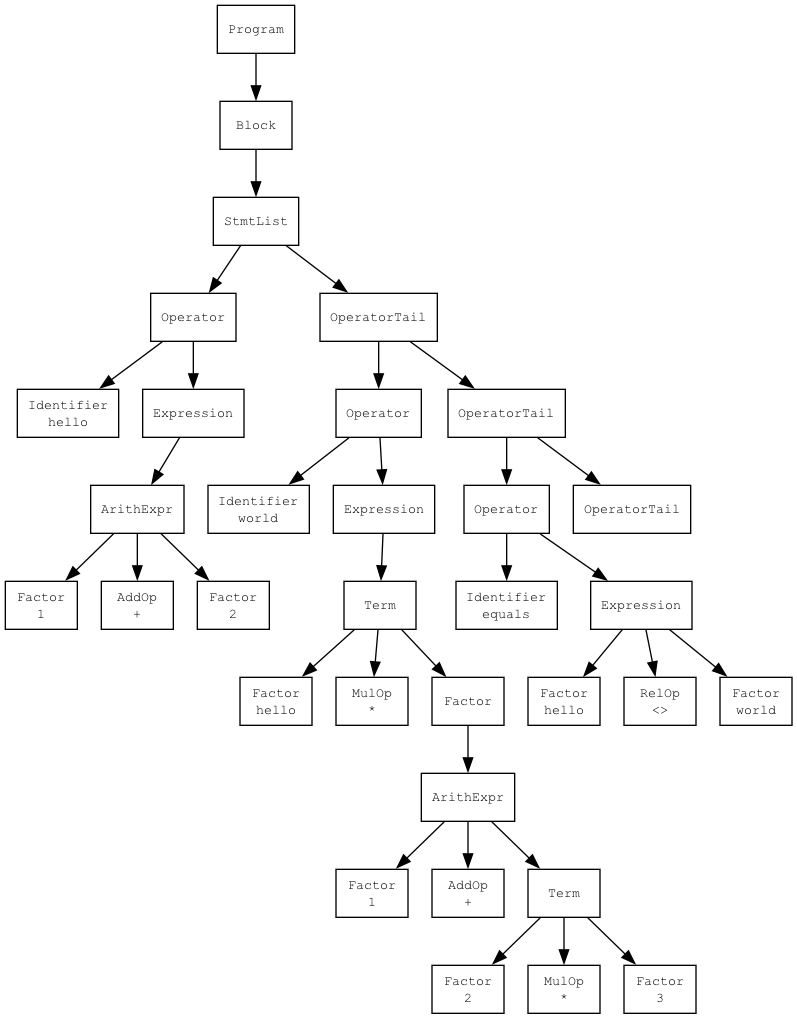 Program
Block
StmtList
Operator
OperatorTail
Identifier
hello
Expression
Operator
OperatorTail
ArithExpr
Identifier
world
Expression
Operator
OperatorTail
Factor
1
AddOp
+
Factor
2
Term
Identifier
equals
Expression
Factor
hello
MulOp
*
Factor
Factor
hello
RelOp
<>
Factor
world
ArithExpr
Factor
1
AddOp
+
Term
Factor
2
MulOp
*
Factor
3